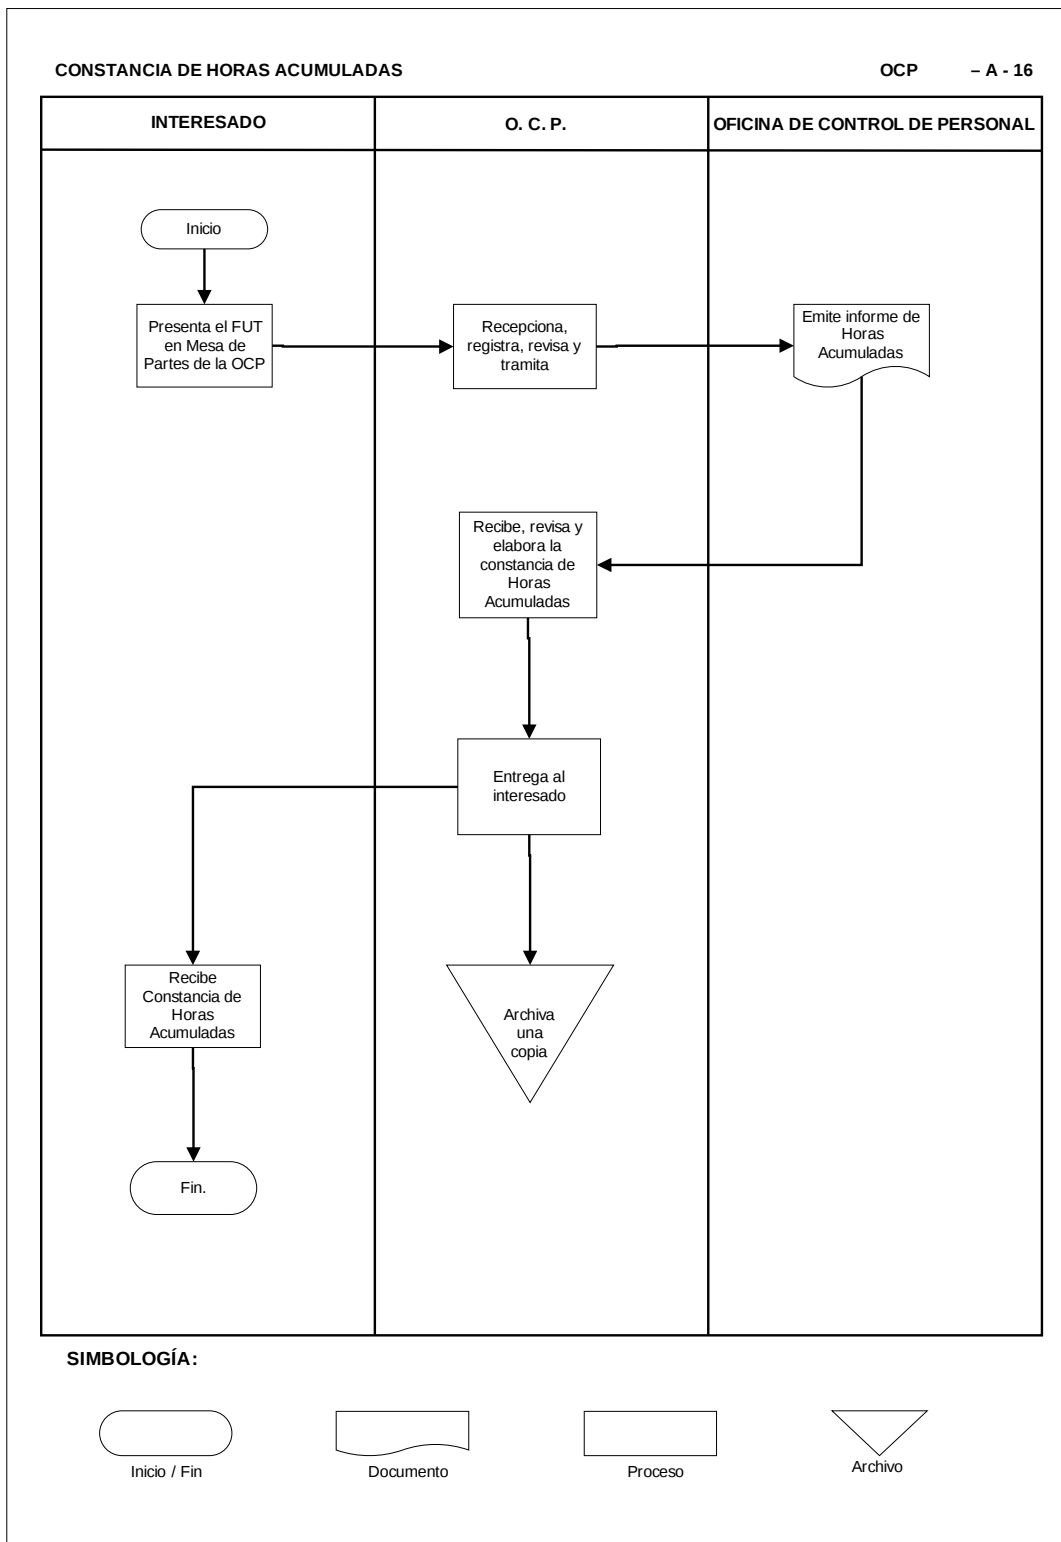 CONSTANCIA DE HORAS ACUMULADAS OCP – A - 16
INTERESADO O. C. P. OFICINA DE CONTROL DE PERSONAL
Inicio
Presenta el FUT
en Mesa de
Partes de la OCP
Recepciona,
registra, revisa y
tramita
Emite informe de
Horas
Acumuladas
Recibe, revisa y
elabora la
constancia de
Horas
Acumuladas
Entrega al
interesado
Recibe
Constancia de
Horas
Acumuladas
Archiva
una
copia
Fin.
SIMBOLOGÍA:
Inicio / Fin
Documento
Proceso
Archivo